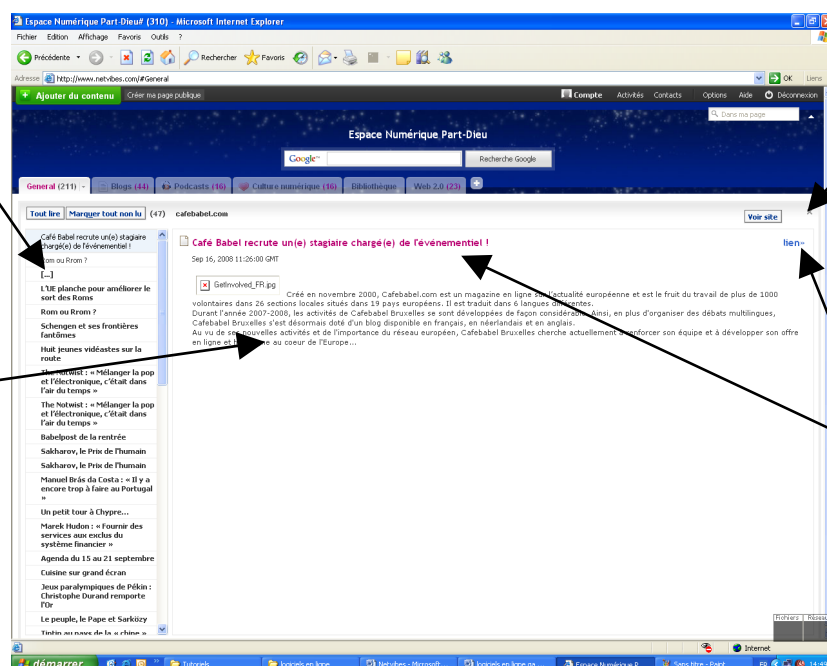 Espace Numérique Part-Dieu# (310) - Microsoft Internet Explorer
Fichier Edition Affichage Favoris Outils ?
Précédente Rechercher Favoris
Adresse http://www.netvibes.com/#General OK Liens
Ajouter du contenu Créer ma page publique Compte Activités Contacts Options Aide Déconnexion
Dans ma page
Espace Numérique Part-Dieu
Google Recherche Google
General (211) Blogs (44) Podcasts (16) Culture numérique (16) Bibliothèque Web 2.0 (23)
Tout lire Marquer tout non lu (47) cafebabel.com Voir site
Café Babel recrute un(e) stagiaire
chargé(e) de l'événementiel !
Rom ou Rrom ?
[...]
L'UE planche pour améliorer le
sort des Roms
Rom ou Rrom ?
Schengen et ses frontières
fantômes
Huit jeunes vidéastes sur la
route
The Notwist : « Mélanger la pop
et l'électronique, c'était dans
l'air du temps »
The Notwist : « Mélanger la pop
et l'électronique, c'était dans
l'air du temps »
Babelpost de la rentrée
Sakharov, le Prix de l'humain
Sakharov, le Prix de l'humain
Manuel Brás da Costa : « Il y a
encore trop à faire au Portugal
»
Un petit tour à Chypre...
Marek Hudon : « Fournir des
services aux exclus du
système financier »
Agenda du 15 au 21 septembre
Cuisine sur grand écran
Jeux paralympiques de Pékin :
Christophe Durand remporte
l'Or
Le peuple, le Pape et Sarközy
Tintin au pays de la « chine »
Café Babel recrute un(e) stagiaire chargé(e) de l'événementiel ! lien»
Sep 16, 2008 11:26:00 GMT
GetInvolved_FR.jpg
Créé en novembre 2000, Cafebabel.com est un magazine en ligne sur l'actualité européenne et est le fruit du travail de plus de 1000
volontaires dans 26 sections locales situés dans 19 pays européens. Il est traduit dans 6 langues différentes.
Durant l'année 2007-2008, les activités de Cafebabel Bruxelles se sont développées de façon considérable. Ainsi, en plus d'organiser des débats multilingues,
Cafebabel Bruxelles s'est désormais doté d'un blog disponible en français, en néerlandais et en anglais.
Au vu de ses nouvelles activités et de l'importance du réseau européen, Cafebabel Bruxelles cherche actuellement à renforcer son équipe et à développer son offre
en ligne et au coeur de l'Europe...
Fichiers Résea
Internet
démarrer Tutoriels logiciels en ligne Netvibes - Microsoft... logiciels en ligne pa... Espace Numérique P... Sans titre - Paint FR